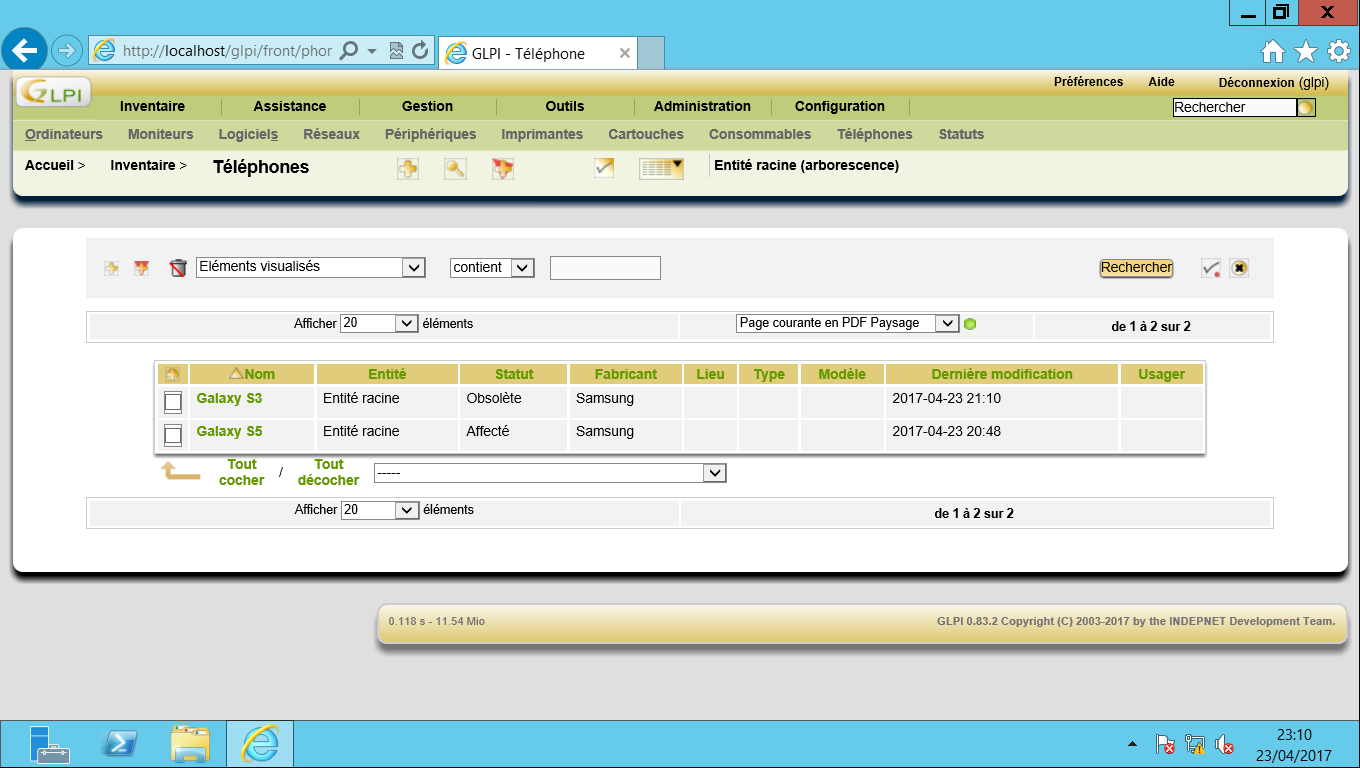 http://localhost/glpi/front/phor
GLPI - Téléphone
GLPI
Préférences Aide Déconnexion (glpi)
Inventaire Assistance Gestion Outils Administration Configuration
Rechercher
Ordinateurs Moniteurs Logiciels Réseaux Périphériques Imprimantes Cartouches Consommables Téléphones Statuts
Accueil > Inventaire > Téléphones Entité racine (arborescence)
Eléments visualisés contient Rechercher
Afficher 20 éléments Page courante en PDF Paysage de 1 à 2 sur 2
Nom Entité Statut Fabricant Lieu Type Modèle Dernière modification Usager
Galaxy S3 Entité racine Obsolète Samsung 2017-04-23 21:10
Galaxy S5 Entité racine Affecté Samsung 2017-04-23 20:48
Tout cocher / Tout décocher -----
Afficher 20 éléments de 1 à 2 sur 2
0.118 s - 11.54 Mio GLPI 0.83.2 Copyright (C) 2003-2017 by the INDEPNET Development Team.
23:10
23/04/2017